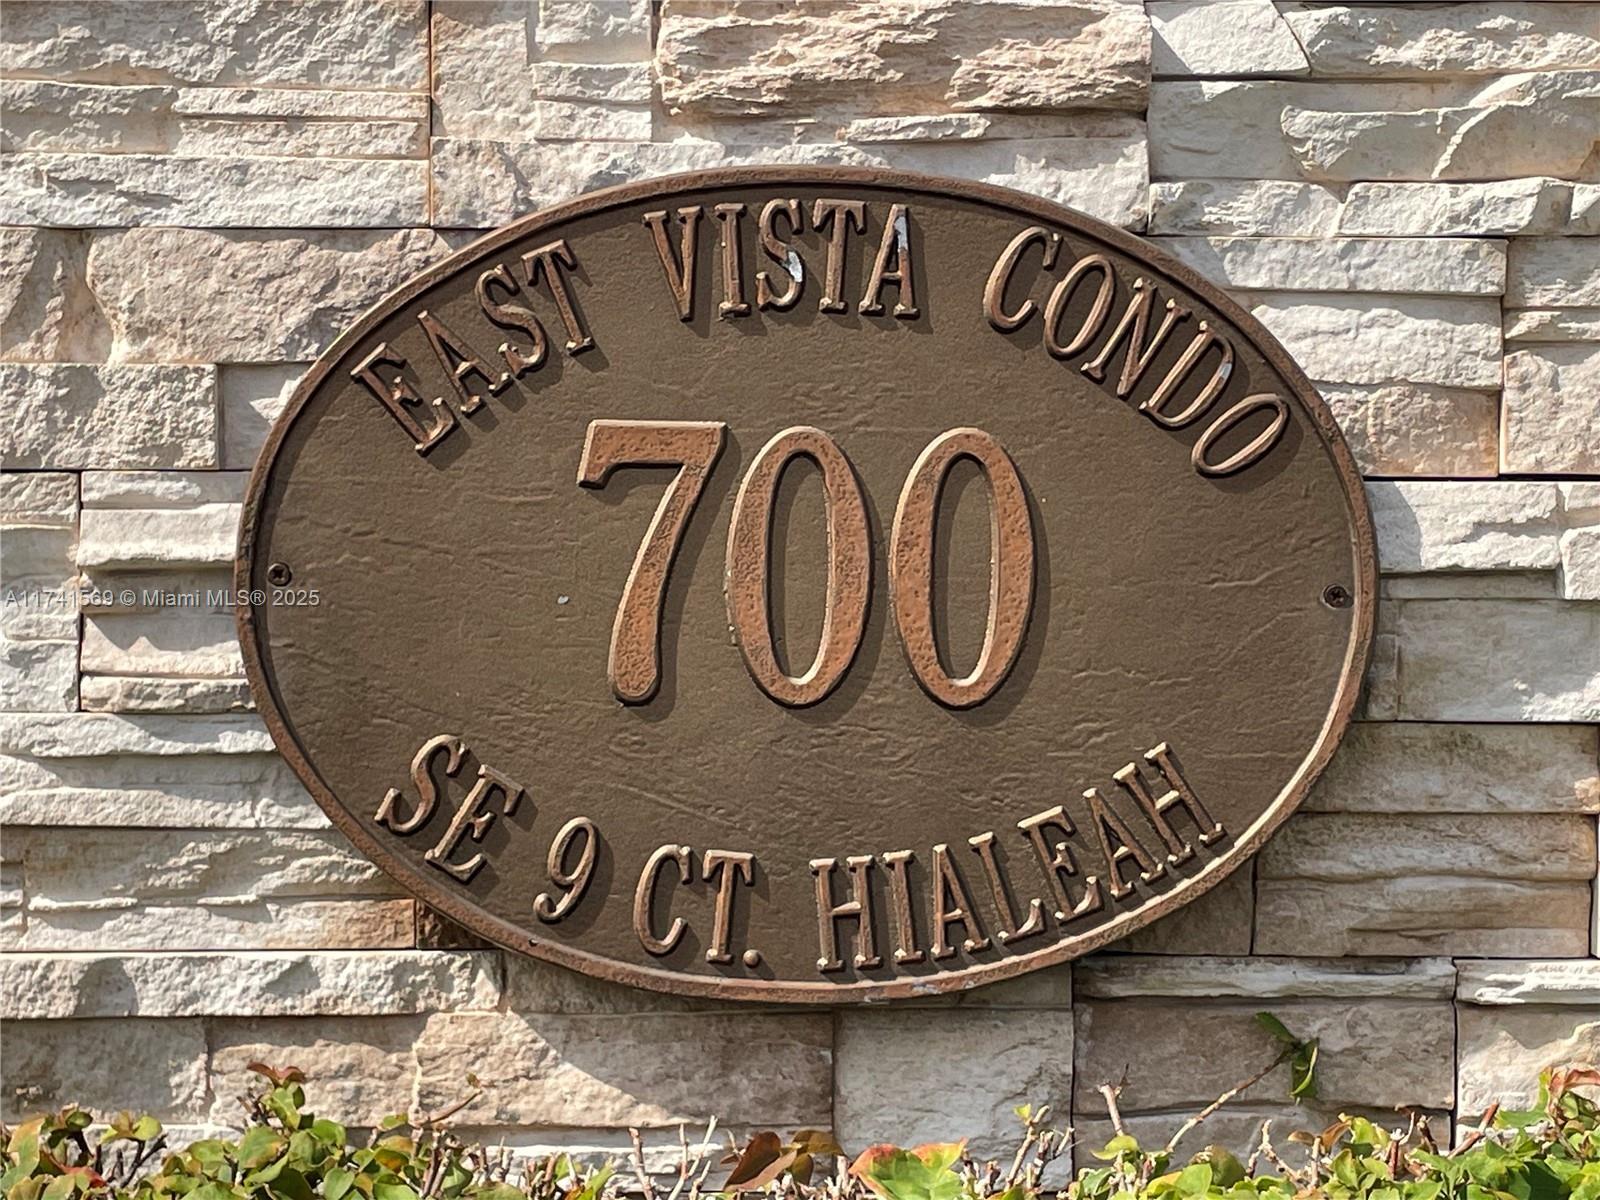 EAST VISTA CONDO
700
A11741569 © Miami MLS® 2025
SE 9 CT. HIALEAH